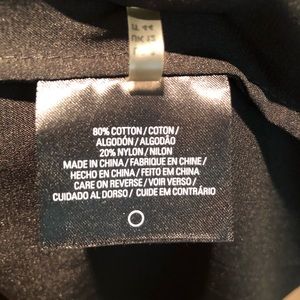 80% COTTON / COTON /
ALGODÓN / ALGODÃO
20% NYLON / NILON
MADE IN CHINA / FABRIQUE EN CHINE /
HECHO EN CHINA / FEITO EM CHINA
CARE ON REVERSE / VOIR VERSO /
CUIDADO AL DORSO / CUIDE EM CONTRÁRIO